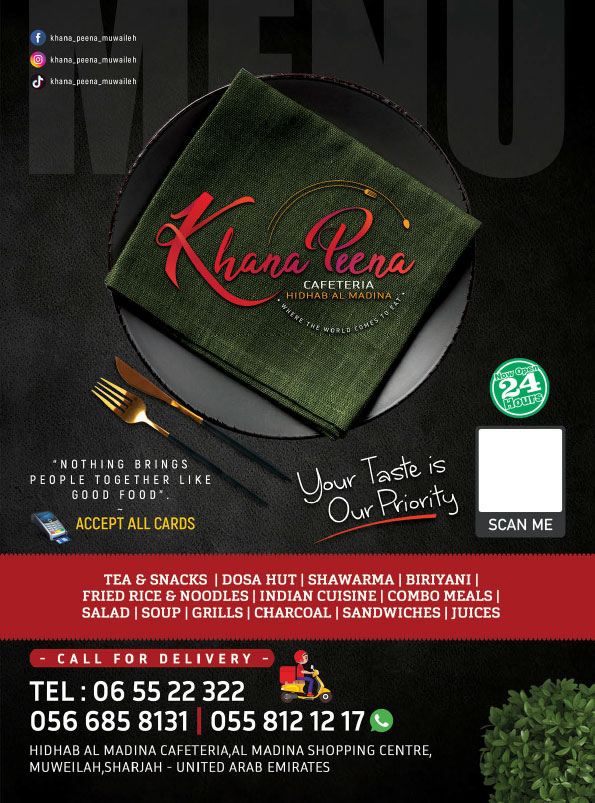 MENU
khana_peena_muwaileh
khana_peena_muwaileh
khana_peena_muwaileh
Khana Peena
CAFETERIA
HIDHAB AL MADINA
• WHERE THE WORLD COMES TO EAT •
Now Open
24
Hours
"NOTHING BRINGS
PEOPLE TOGETHER LIKE
GOOD FOOD".
~
ACCEPT ALL CARDS
Your Taste is
Our Priority
SCAN ME
TEA & SNACKS | DOSA HUT | SHAWARMA | BIRIYANI |
FRIED RICE & NOODLES | INDIAN CUISINE | COMBO MEALS |
SALAD | SOUP | GRILLS | CHARCOAL | SANDWICHES | JUICES
- CALL FOR DELIVERY -
TEL : 06 55 22 322
056 685 8131 | 055 812 12 17
HIDHAB AL MADINA CAFETERIA,AL MADINA SHOPPING CENTRE,
MUWEILAH,SHARJAH - UNITED ARAB EMIRATES